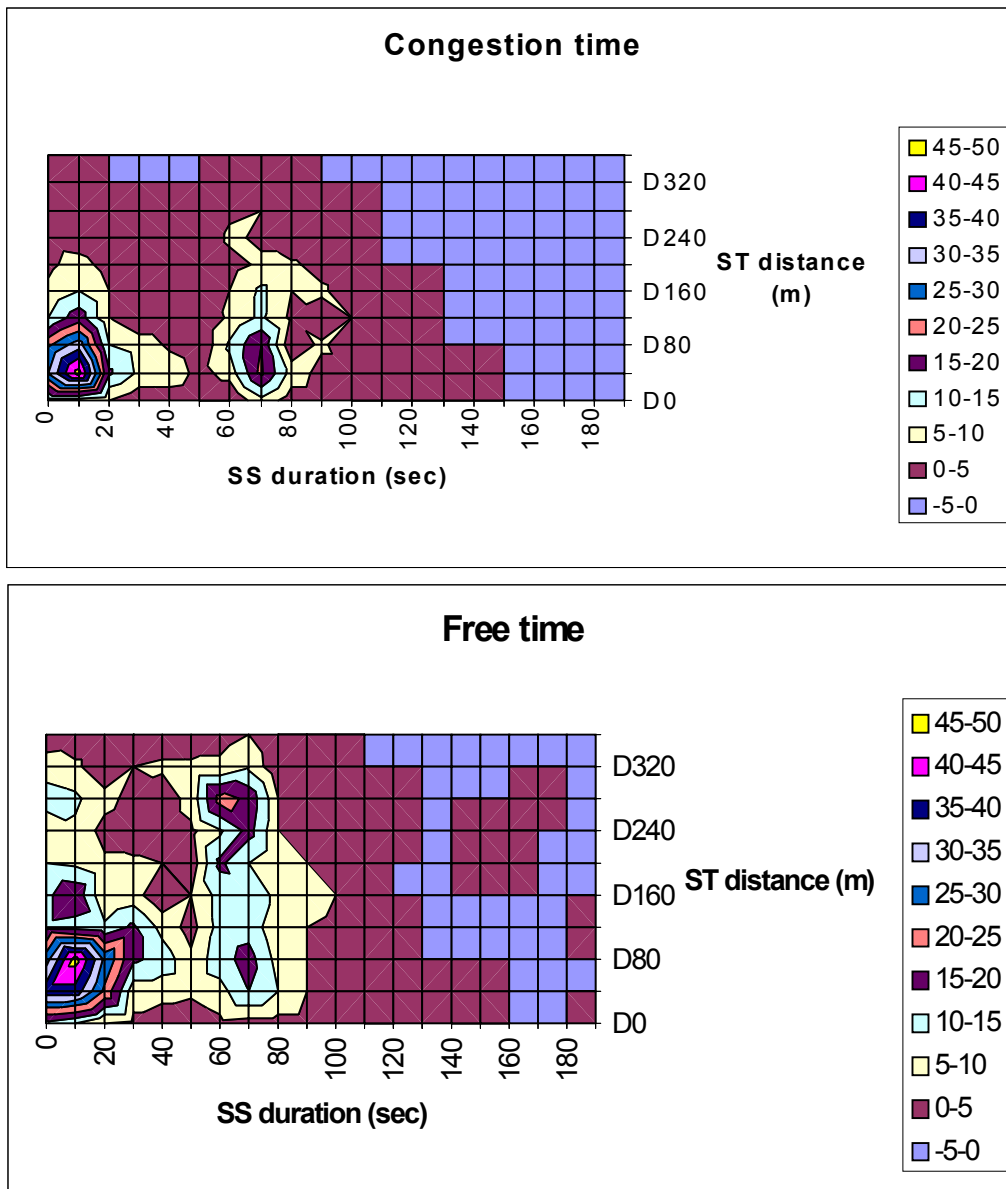 Congestion time
D320
D240
D160
D80
D0
ST distance
(m)
0
20
40
60
80
100
120
140
160
180
SS duration (sec)
45-50
40-45
35-40
30-35
25-30
20-25
15-20
10-15
5-10
0-5
-5-0
Free time
D320
D240
D160
D80
D0
ST distance (m)
0
20
40
60
80
100
120
140
160
180
SS duration (sec)
45-50
40-45
35-40
30-35
25-30
20-25
15-20
10-15
5-10
0-5
-5-0